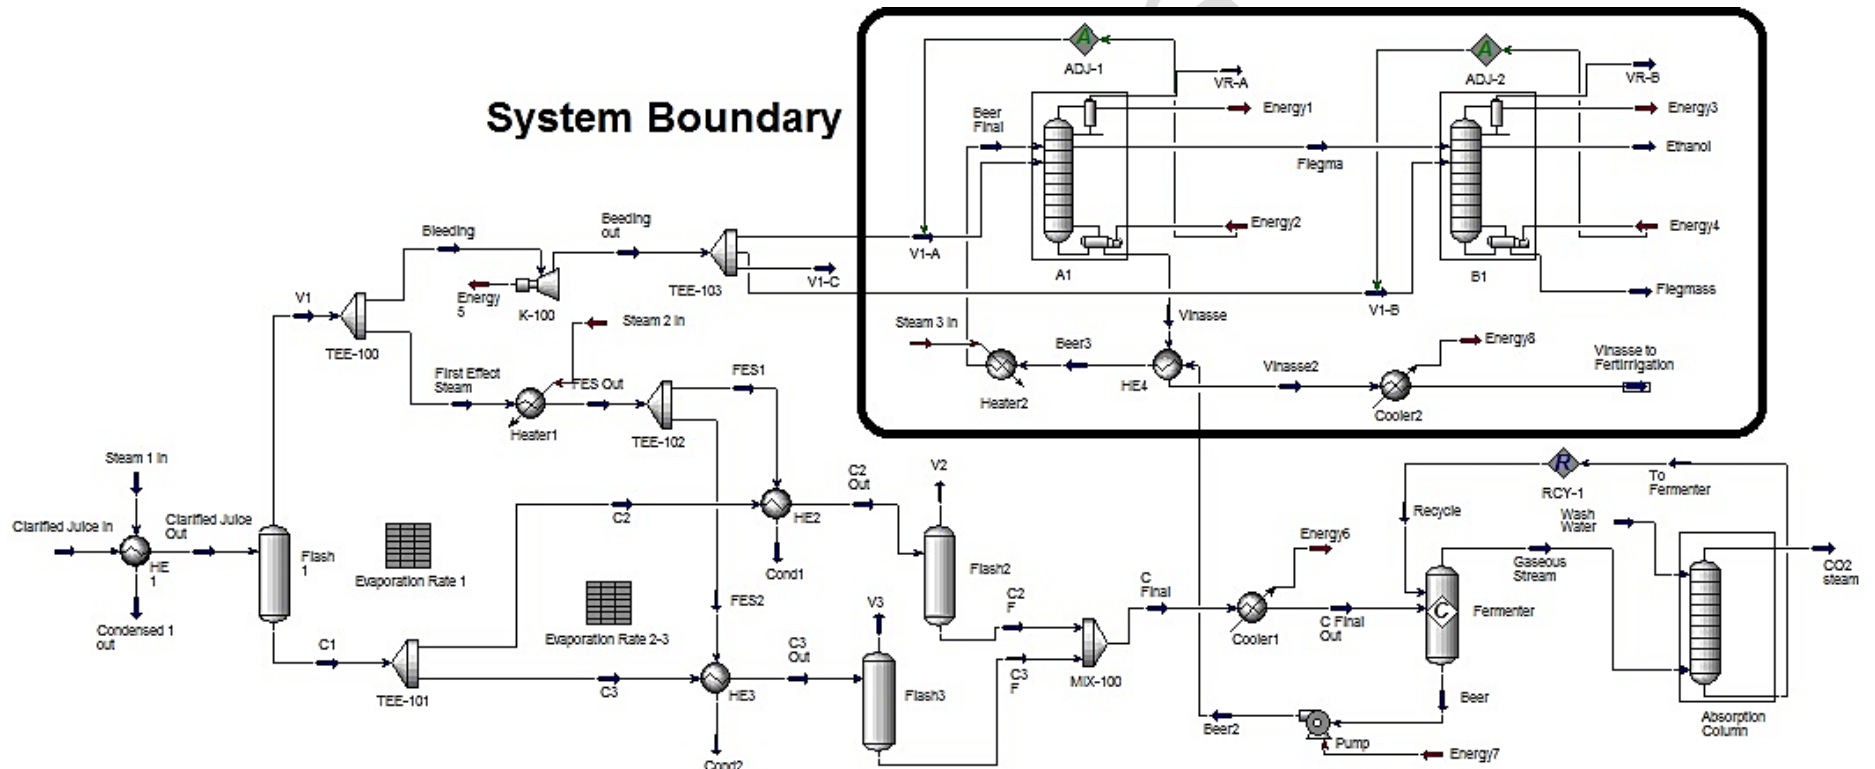 System Boundary
ADJ-1
VR-A
ADJ-2
VR-B
Beer
Final
Energy1
Energy3
Flegma
Ethanol
Energy2
Energy4
A1
B1
V1-A
V1-B
Flegmass
Bleeding
Beeding
out
TEE-103
V1-C
V1
Energy
5
K-100
TEE-100
Steam 2 in
Steam 3 in
Vinasse
Beer3
HE4
Vinasse2
Energy8
Vinasse to
Fertirrigation
Heater2
Cooler2
First Effect
Steam
FES Out
FES1
Heater1
TEE-102
Steam 1 in
Clarified Juice in
Clarified Juice
Out
HE
1
Flash
1
Evaporation Rate 1
Condensed 1
out
C2
HE2
C2
Out
V2
Cond1
Flash2
Evaporation Rate 2-3
FES2
C1
TEE-101
C3
HE3
C3
Out
V3
Flash3
Cond2
C2
F
C3
F
MIX-100
C
Final
Energy6
Cooler1
C Final
Out
R
RCY-1
To
Fermenter
Recycle
Wash
Water
Gaseous
Stream
CO2
steam
C
Fermenter
Beer
Beer2
Pump
Energy7
Absorption
Column
A
A